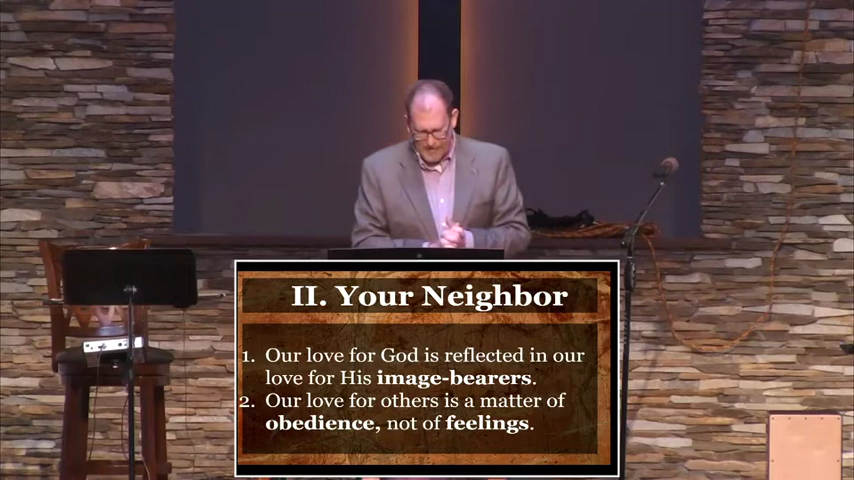 II. Your Neighbor
1. Our love for God is reflected in our
love for His image-bearers.
2. Our love for others is a matter of
obedience, not of feelings.